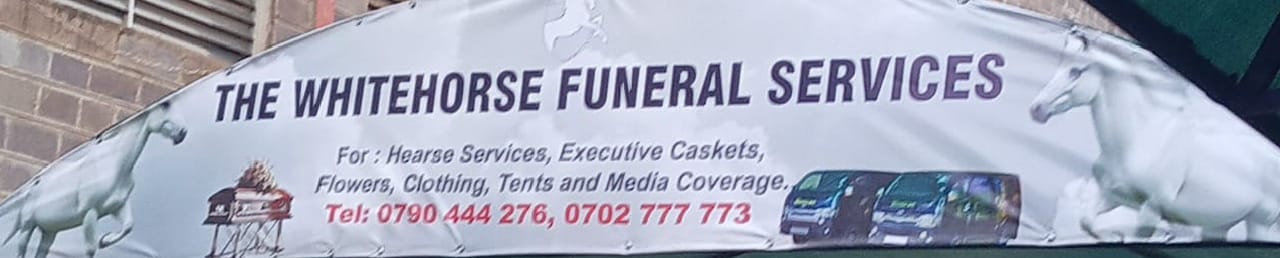 THE WHITEHORSE FUNERAL SERVICES
For : Hearse Services, Executive Caskets,
Flowers, Clothing, Tents and Media Coverage.
Tel: 0790 444 276, 0702 777 773